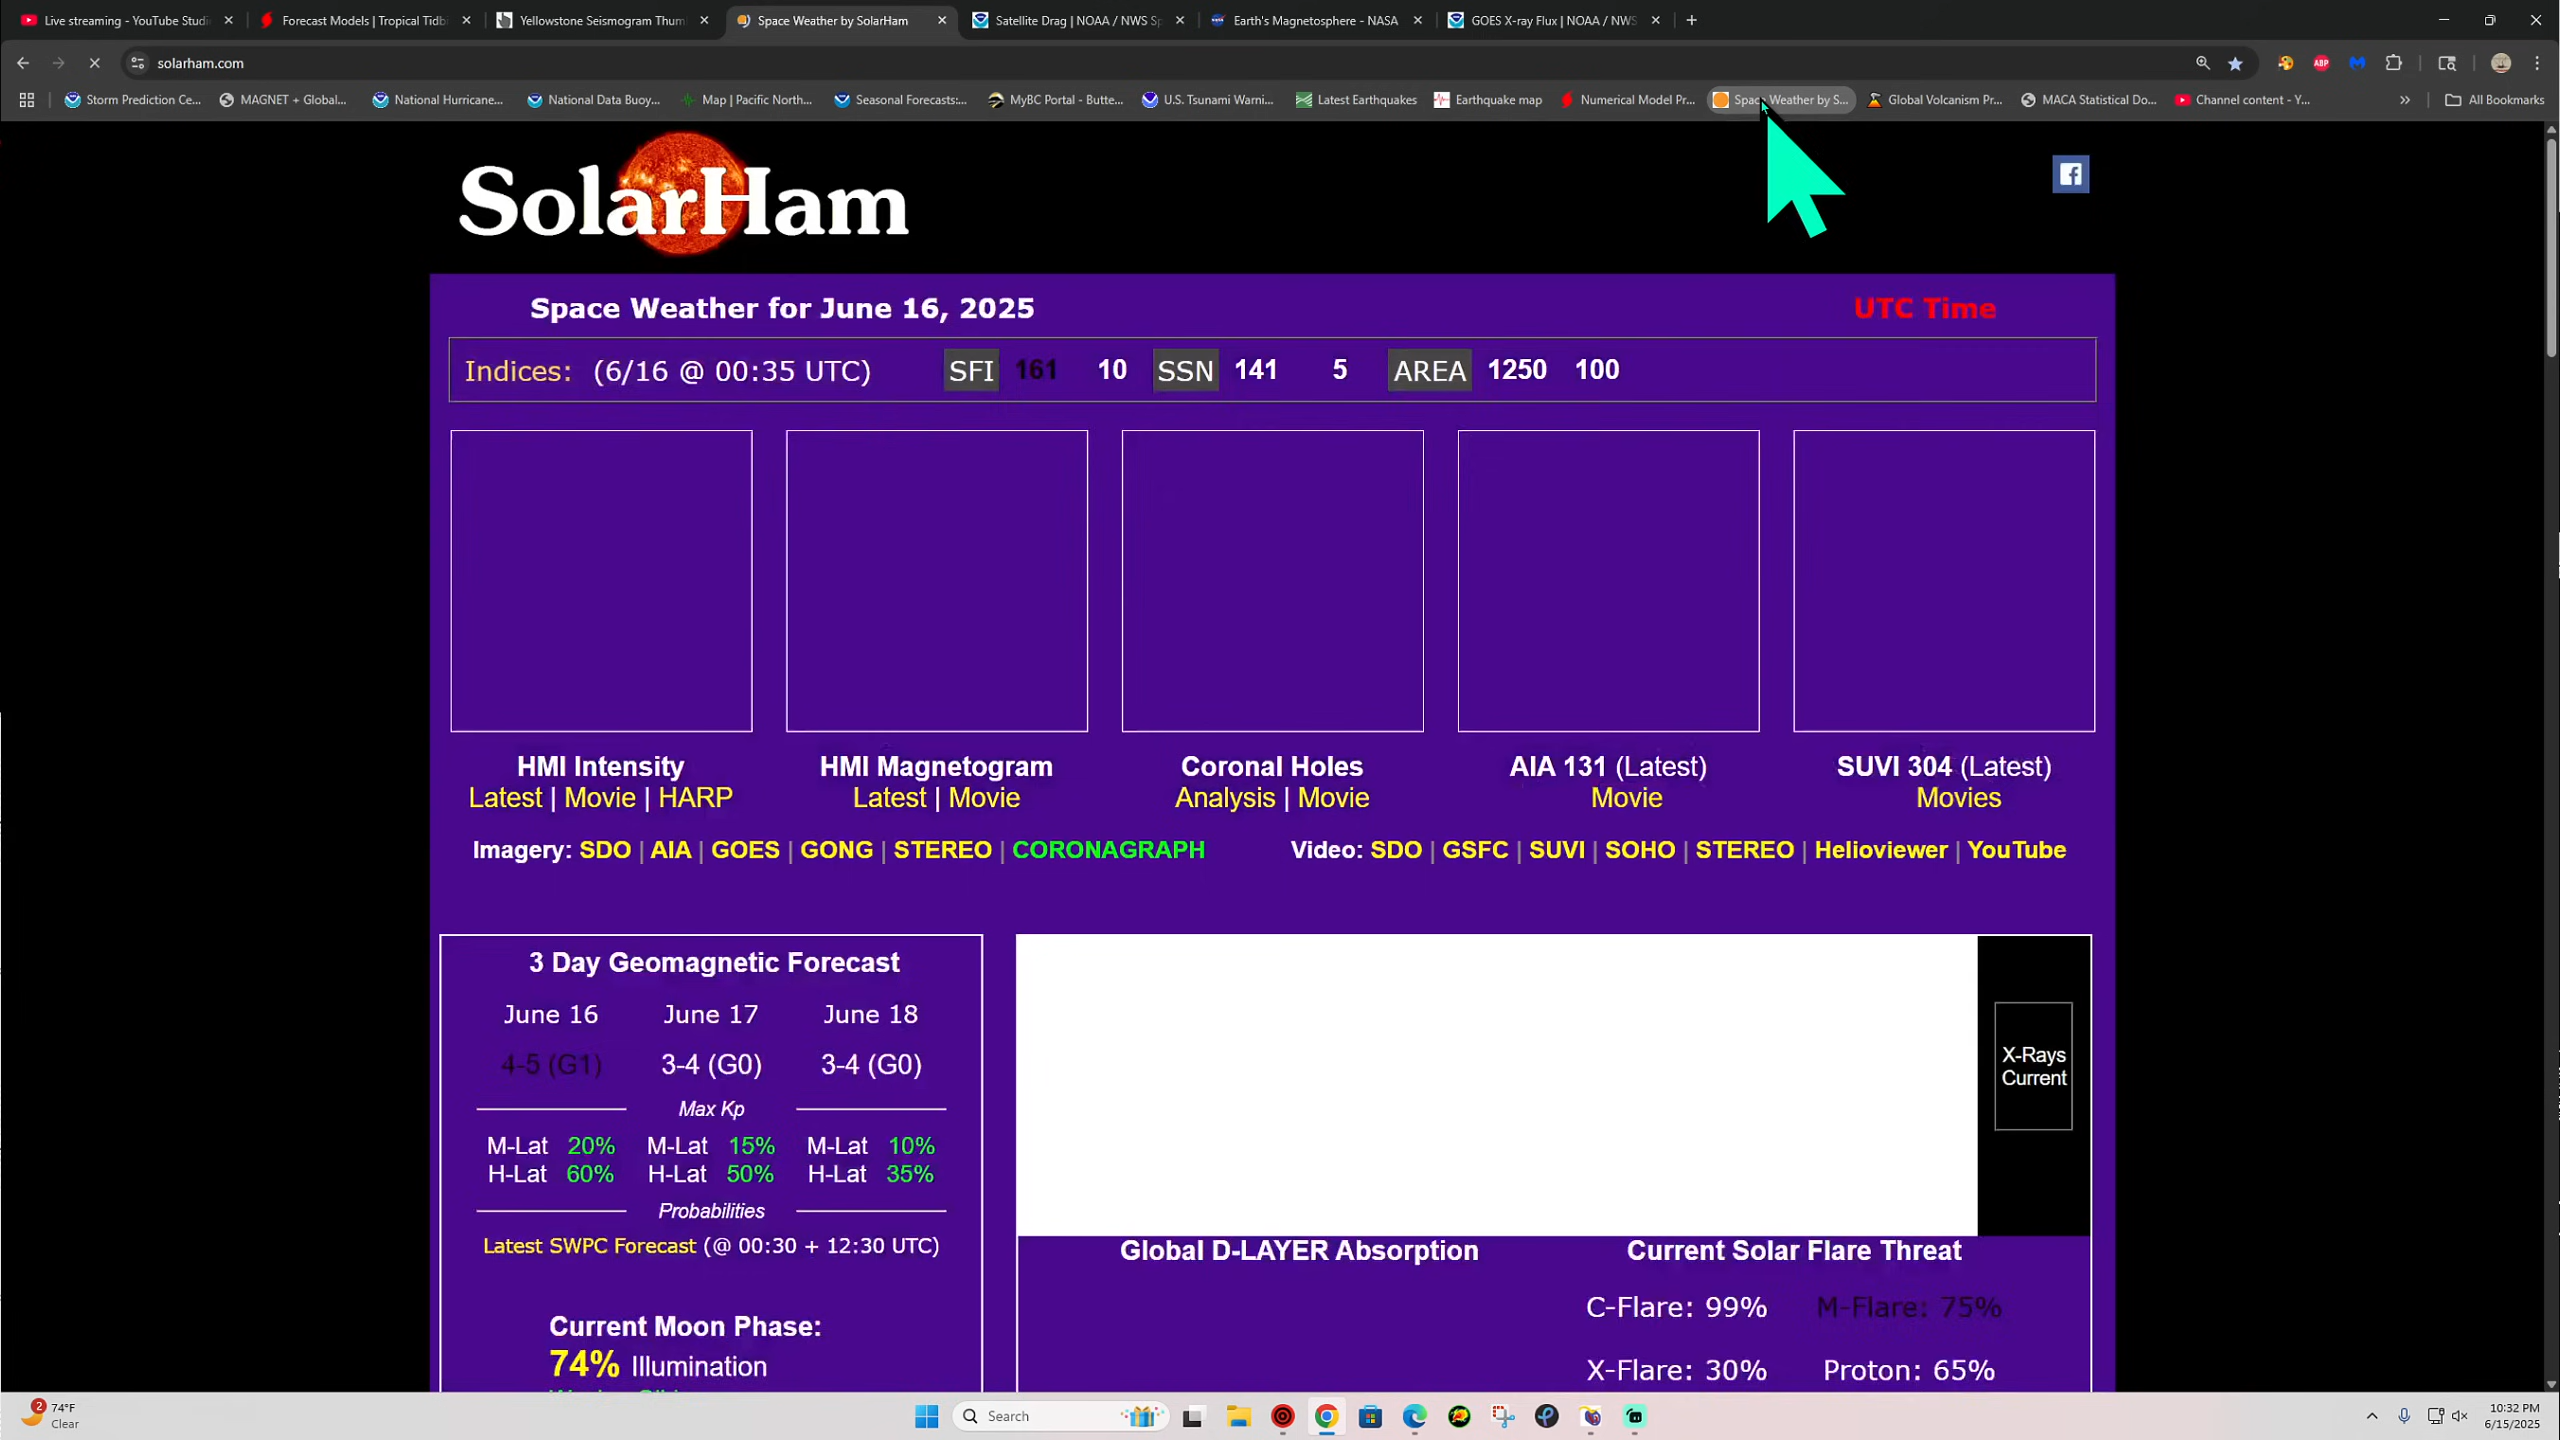 Live streaming - YouTube Studi
Forecast Models | Tropical Tidbi
Yellowstone Seismogram Thum
Space Weather by SolarHam
Satellite Drag | NOAA / NWS Sp
Earth's Magnetosphere - NASA
GOES X-ray Flux | NOAA / NWS
solarham.com
ABP
Storm Prediction Ce...
MAGNET + Global...
National Hurricane...
National Data Buoy...
Map | Pacific North...
Seasonal Forecasts:...
MyBC Portal - Butte...
U.S. Tsunami Warni...
Latest Earthquakes
Earthquake map
Numerical Model Pr...
Space Weather by S...
Global Volcanism Pr...
MACA Statistical Do...
Channel content - Y...
All Bookmarks
SolarHam
Space Weather for June 16, 2025 UTC Time
Indices: (6/16 @ 00:35 UTC) SFI 161 10 SSN 141 5 AREA 1250 100
HMI Intensity
Latest | Movie | HARP
HMI Magnetogram
Latest | Movie
Coronal Holes
Analysis | Movie
AIA 131 (Latest)
Movie
SUVI 304 (Latest)
Movies
Imagery: SDO | AIA | GOES | GONG | STEREO | CORONAGRAPH
Video: SDO | GSFC | SUVI | SOHO | STEREO | Helioviewer | YouTube
3 Day Geomagnetic Forecast
June 16 June 17 June 18
4-5 (G1) 3-4 (G0) 3-4 (G0)
Max Kp
M-Lat 20% M-Lat 15% M-Lat 10%
H-Lat 60% H-Lat 50% H-Lat 35%
Probabilities
Latest SWPC Forecast (@ 00:30 + 12:30 UTC)
Current Moon Phase:
74% Illumination
X-Rays
Current
Global D-LAYER Absorption
Current Solar Flare Threat
C-Flare: 99% M-Flare: 75%
X-Flare: 30% Proton: 65%
2
74°F
Clear
Search
10:32 PM
6/15/2025